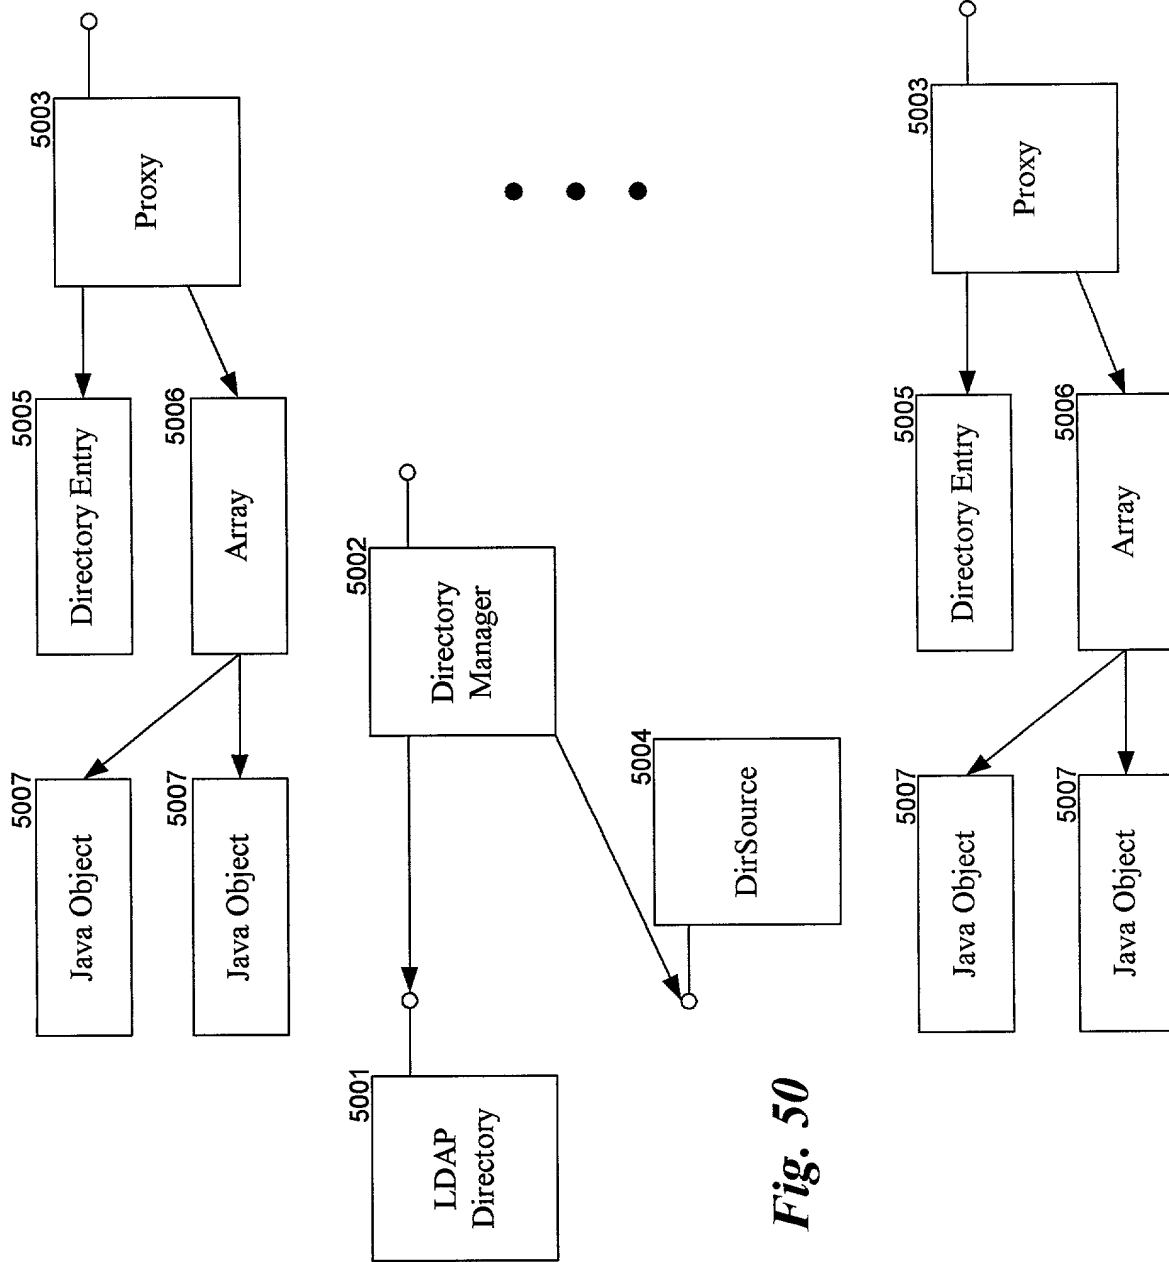 5007
Java Object
5005
Directory Entry
5003
Proxy
5007
Java Object
5006
Array
5001
LDAP
Directory
5002
Directory
Manager
5004
DirSource
Fig. 50
5007
Java Object
5005
Directory Entry
5003
Proxy
5007
Java Object
5006
Array